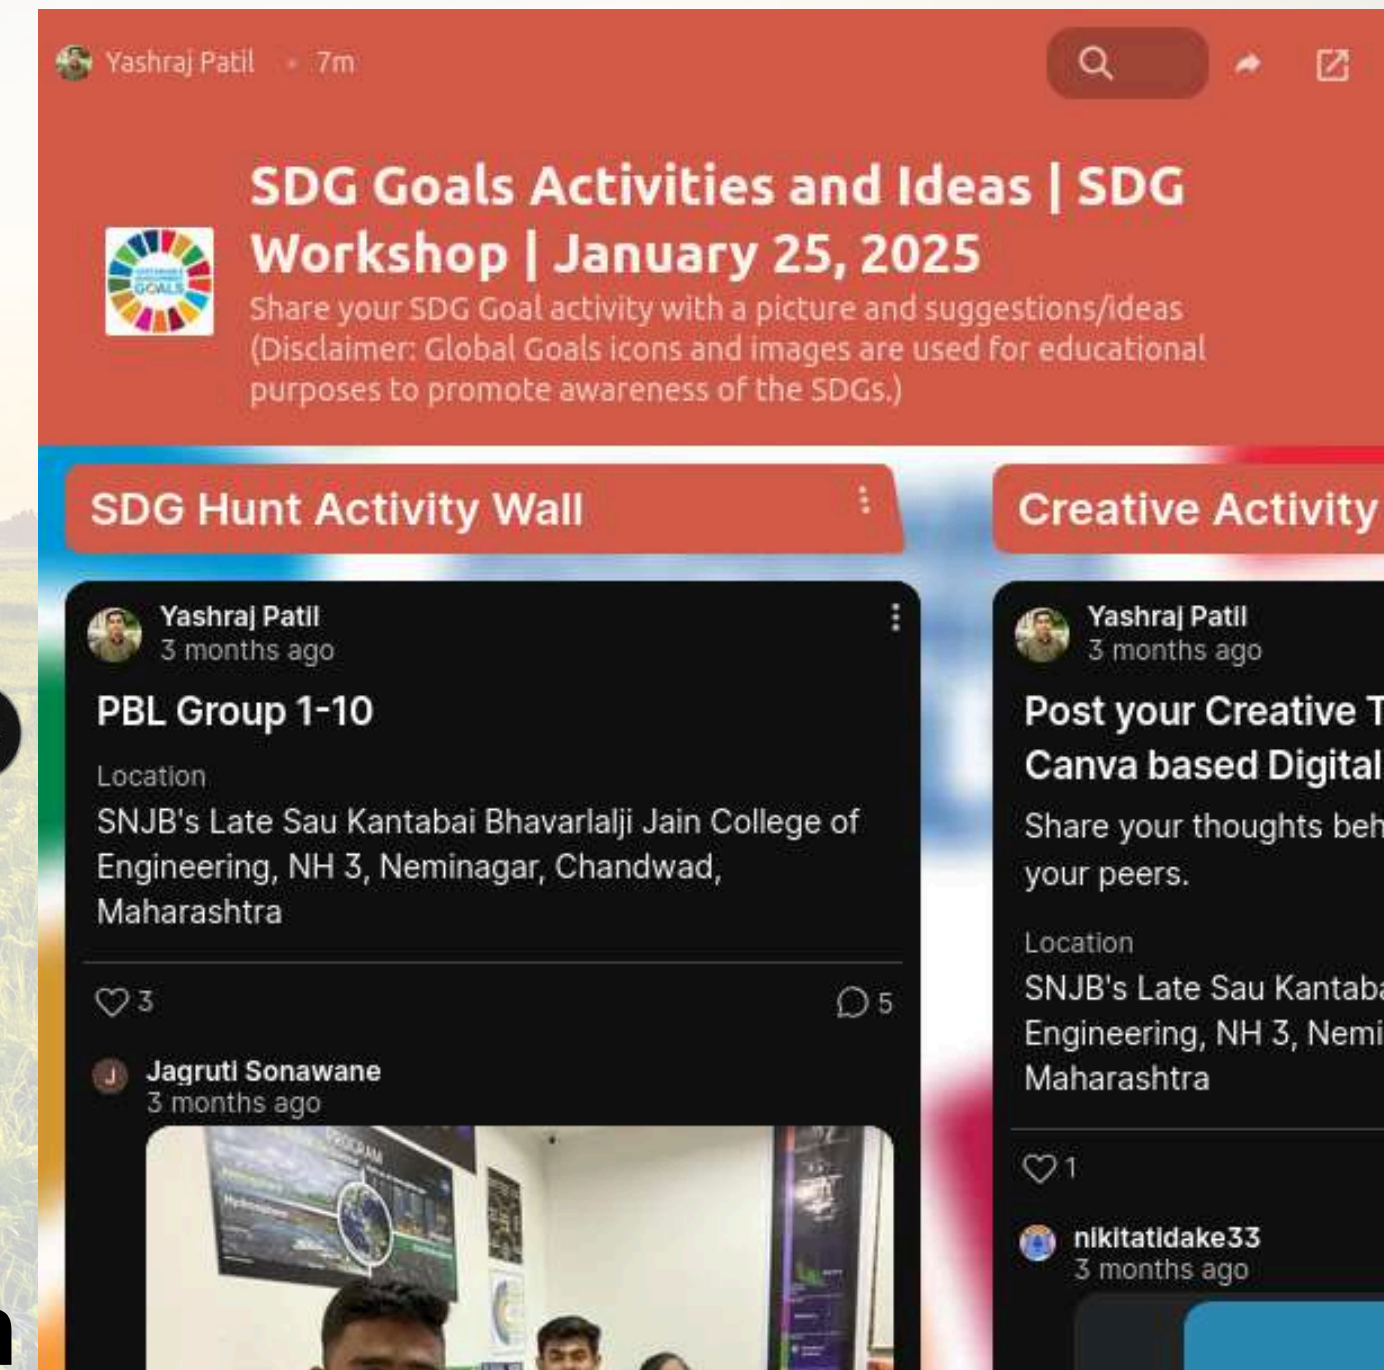 Yashraj Patil • 7m
SDG Goals Activities and Ideas | SDG
Workshop | January 25, 2025
GOALS
Share your SDG Goal activity with a picture and suggestions/ideas
(Disclaimer: Global Goals icons and images are used for educational
purposes to promote awareness of the SDGs.)
SDG Hunt Activity Wall
Yashraj Patil
3 months ago
PBL Group 1-10
Location
SNJB's Late Sau Kantabai Bhavarlalji Jain College of
Engineering, NH 3, Neminagar, Chandwad,
Maharashtra
3
5
J
Jagruti Sonawane
3 months ago
PROGRAM
Creative Activity
Yashraj Patil
3 months ago
Post your Creative T
Canva based Digital
Share your thoughts beh
your peers.
Location
SNJB's Late Sau Kantaba
Engineering, NH 3, Nemi
Maharashtra
1
nikitatidake33
3 months ago